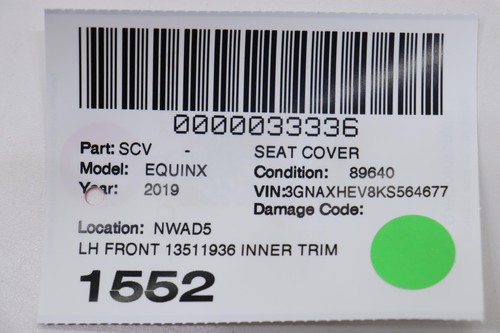 0000033336
Part: SCV - SEAT COVER
Model: EQUINX Condition: 89640
Year: 2019 VIN:3GNAXHEV8KS564677
Damage Code:
Location: NWAD5
LH FRONT 13511936 INNER TRIM
1552